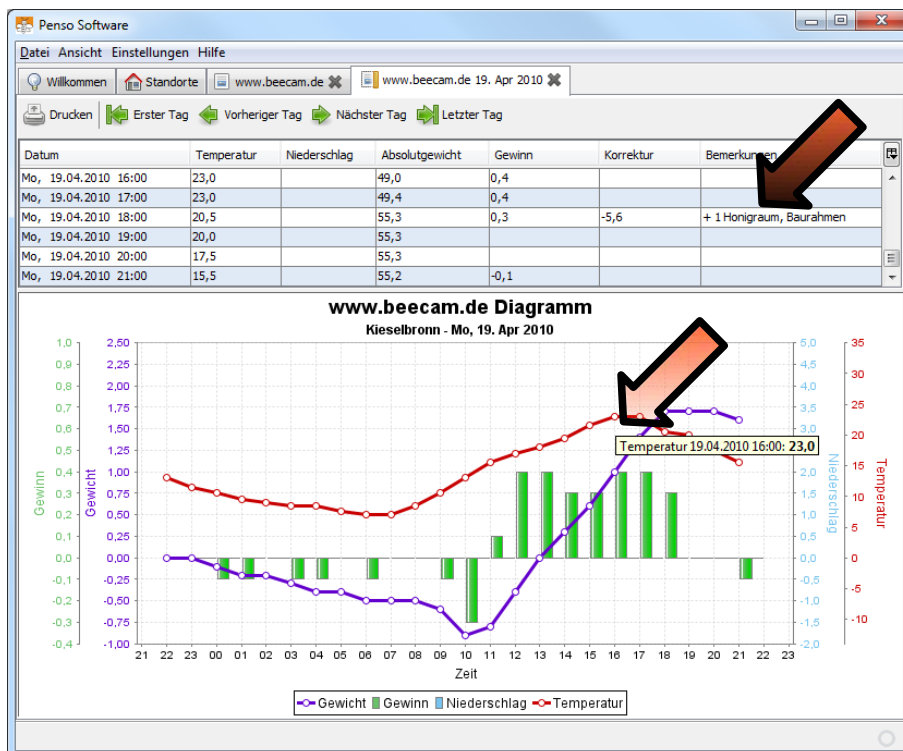 Penso Software
Datei Ansicht Einstellungen Hilfe
Willkommen Standorte www.beecam.de www.beecam.de 19. Apr 2010
Drucken Erster Tag Vorheriger Tag Nächster Tag Letzter Tag
Datum Temperatur Niederschlag Absolutgewicht Gewinn Korrektur Bemerkungen
Mo, 19.04.2010 16:00 23,0 49,0 0,4
Mo, 19.04.2010 17:00 23,0 49,4 0,4
Mo, 19.04.2010 18:00 20,5 55,3 0,3 -5,6 + 1 Honigraum, Baurahmen
Mo, 19.04.2010 19:00 20,0 55,3
Mo, 19.04.2010 20:00 17,5 55,3
Mo, 19.04.2010 21:00 15,5 55,2 -0,1
www.beecam.de Diagramm
Kieselbronn - Mo, 19. Apr 2010
1,0 2,50 5,0 35
0,9 2,25 4,5 30
0,8 2,00 4,0
0,7 1,75 3,5 25
0,6 1,50 3,0 20
0,5 1,25
Temperatur 19.04.2010 16:00: 23,0
0,4 1,00 2,0 15
0,3 0,75 1,5 10
0,2 0,50 1,0 5
0,1 0,25 0,5
0,0 0,00 0,0 0
-0,1 -0,25 -0,5 -5
-0,2 -0,50 -1,0 -10
-0,3 -0,75 -1,5
-0,4 -1,00 -2,0
Gewinn
Gewicht
Niederschlag
Temperatur
21 22 23 00 01 02 03 04 05 06 07 08 09 10 11 12 13 14 15 16 17 18 19 20 21 22 23
Zeit
Gewicht Gewinn Niederschlag Temperatur